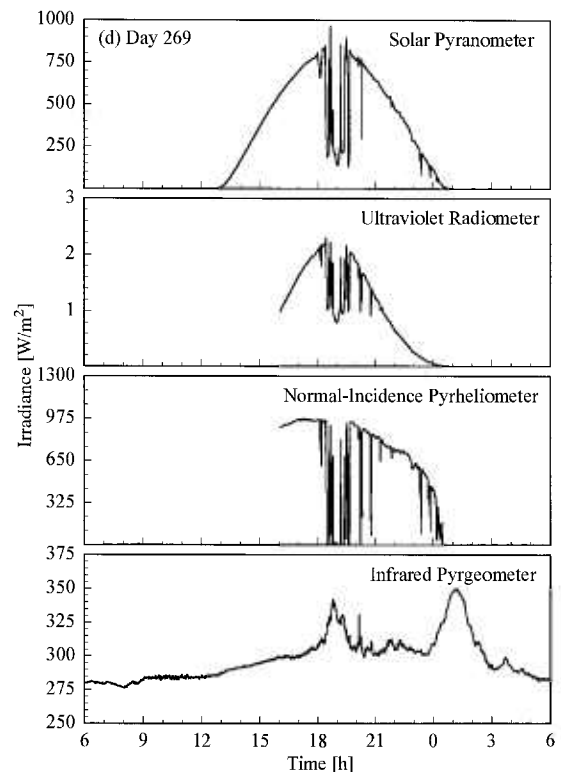 (d) Day 269
Solar Pyranometer
1000
750
500
250
Ultraviolet Radiometer
3
2
1
Normal-Incidence Pyrheliometer
1300
975
650
325
Infrared Pyrgeometer
375
350
325
300
275
250
Irradiance [W/m²]
6 9 12 15 18 21 0 3 6
Time [h]